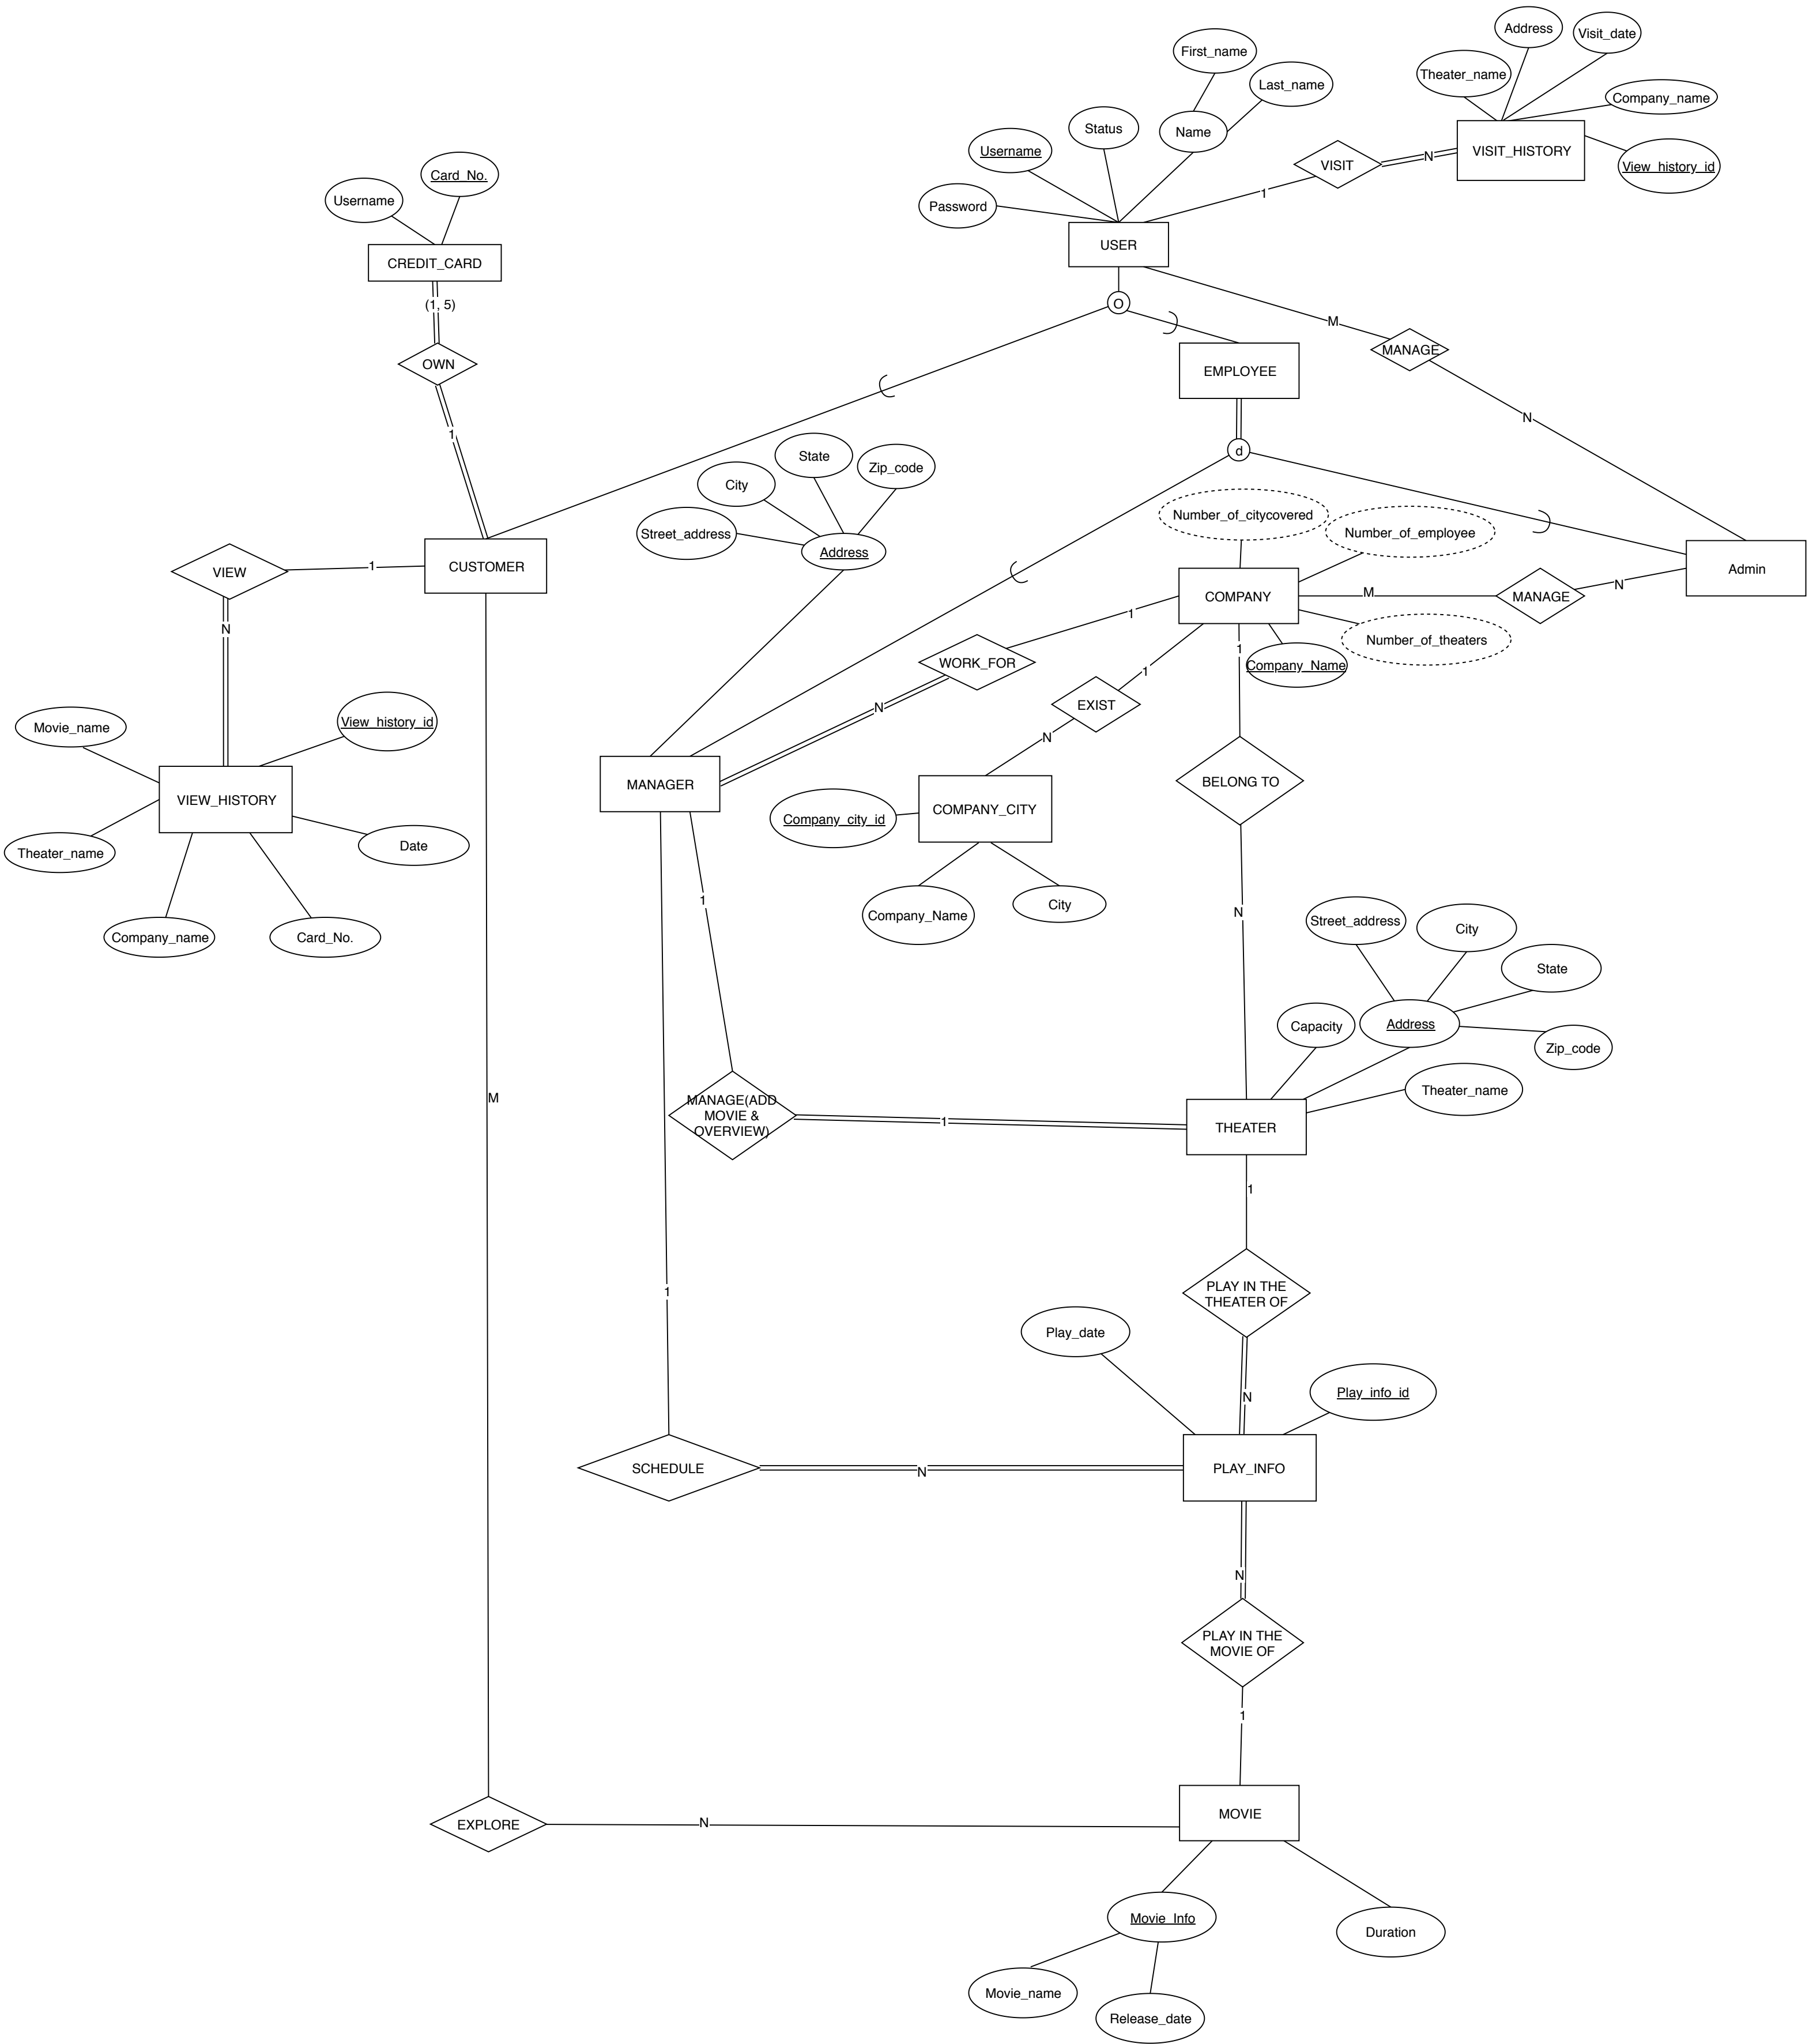 Address
Visit_date
First_name
Theater_name
Last_name
Company_name
Status
Name
Username
VISIT
N
VISIT_HISTORY
View_history_id
Card_No.
Username
Password
1
USER
CREDIT_CARD
(1, 5)
O
M
MANAGE
OWN
EMPLOYEE
N
1
d
State
Zip_code
City
Street_address
Address
Number_of_citycovered
Number_of_employee
VIEW
1
CUSTOMER
COMPANY
M
MANAGE
N
Admin
N
1
Number_of_theaters
1
Company_Name
WORK_FOR
1
EXIST
N
N
Movie_name
View_history_id
VIEW_HISTORY
MANAGER
BELONG TO
COMPANY_CITY
Company_city_id
Theater_name
Date
1
Company_Name
City
Company_name
Card_No.
N
Street_address
City
State
Capacity
Address
Zip_code
Theater_name
M
MANAGE(ADD
MOVIE &
OVERVIEW)
1
THEATER
1
1
PLAY IN THE
THEATER OF
Play_date
N
Play_info_id
SCHEDULE
N
PLAY_INFO
N
PLAY IN THE
MOVIE OF
1
EXPLORE
N
MOVIE
Movie_Info
Duration
Movie_name
Release_date